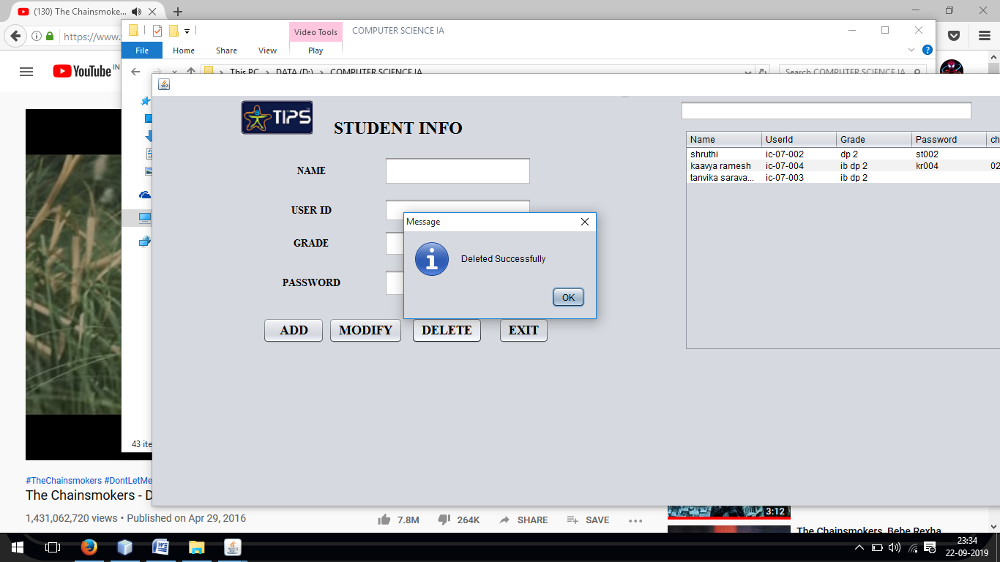 (130) The Chainsmoke...
https://www.
Video Tools
COMPUTER SCIENCE IA
File Home Share View Play
This PC DATA (D:) COMPUTER SCIENCE IA
Search COMPUTER SCIENCE IA
YouTube IN
TIPS
STUDENT INFO
NAME
USER ID
GRADE
PASSWORD
ADD MODIFY DELETE EXIT
Message
Deleted Successfully
OK
Name UserId Grade Password ch
shruthi ic-07-002 dp 2 st002
kaavya ramesh ic-07-004 ib dp 2 kr004 02
tanvika sarava... ic-07-003 ib dp 2
43 ite
#TheChainsmokers #DontLetMe
The Chainsmokers - D
1,431,062,720 views • Published on Apr 29, 2016
7.8M 264K SHARE SAVE
3:12
The Chainsmokers, Bebe Rexha
23:34
22-09-2019